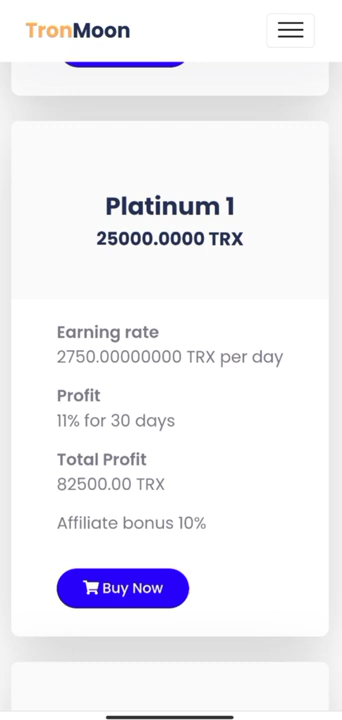 TronMoon
Platinum 1
25000.0000 TRX
Earning rate
2750.00000000 TRX per day
Profit
11% for 30 days
Total Profit
82500.00 TRX
Affiliate bonus 10%
Buy Now